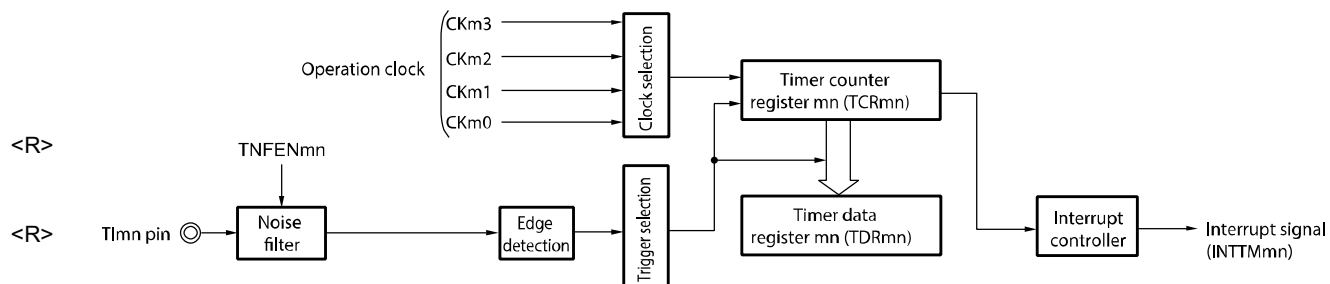 Operation clock
CKm3
CKm2
CKm1
CKm0
Clock selection
Timer counter
register mn (TCRmn)
<R>
TNFENmn
<R>
TImn pin
Noise
filter
Edge
detection
Trigger selection
Timer data
register mn (TDRmn)
Interrupt
controller
Interrupt signal
(INTTMmn)